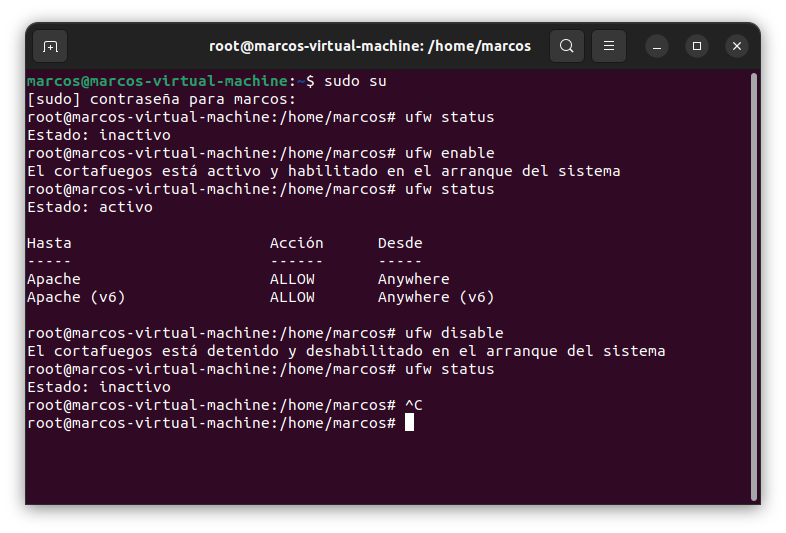 root@marcos-virtual-machine: /home/marcos
marcos@marcos-virtual-machine:~$ sudo su
[sudo] contraseña para marcos:
root@marcos-virtual-machine:/home/marcos# ufw status
Estado: inactivo
root@marcos-virtual-machine:/home/marcos# ufw enable
El cortafuegos está activo y habilitado en el arranque del sistema
root@marcos-virtual-machine:/home/marcos# ufw status
Estado: activo
Hasta                      Acción      Desde
-----                      ------      -----
Apache                     ALLOW       Anywhere
Apache (v6)                ALLOW       Anywhere (v6)
root@marcos-virtual-machine:/home/marcos# ufw disable
El cortafuegos está detenido y deshabilitado en el arranque del sistema
root@marcos-virtual-machine:/home/marcos# ufw status
Estado: inactivo
root@marcos-virtual-machine:/home/marcos# ^C
root@marcos-virtual-machine:/home/marcos#